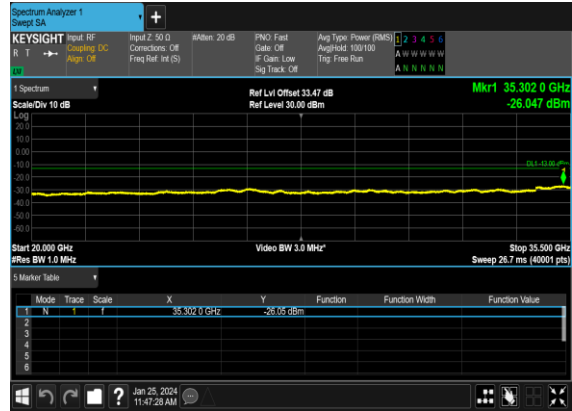 Spectrum Analyzer 1
Swept SA
+
KEYSIGHT Input: RF Input Z: 50 Ω #Atten: 20 dB PNO: Fast Avg Type: Power (RMS) 1 2 3 4 5 6
R T Coupling: DC Corrections: Off Gate: Off Avg|Hold: 100/100 A W W W W W
Align: Off Freq Ref: Int (S) IF Gain: Low Trig: Free Run
Sig Track: Off A N N N N N
1 Spectrum Ref Lvl Offset 33.47 dB Mkr1 35.302 0 GHz
Scale/Div 10 dB Ref Level 30.00 dBm -26.047 dBm
Log
20.0
10.0
0.00
-10.0 DL1 -13.00 dBm
-20.0 1
-30.0
-40.0
-50.0
-60.0
Start 20.000 GHz Video BW 3.0 MHz* Stop 35.500 GHz
#Res BW 1.0 MHz Sweep 26.7 ms (40001 pts)
5 Marker Table
Mode Trace Scale X Y Function Function Width Function Value
1 N 1 f 35.302 0 GHz -26.05 dBm
2
3
4
5
6
? Jan 25, 2024
11:47:28 AM